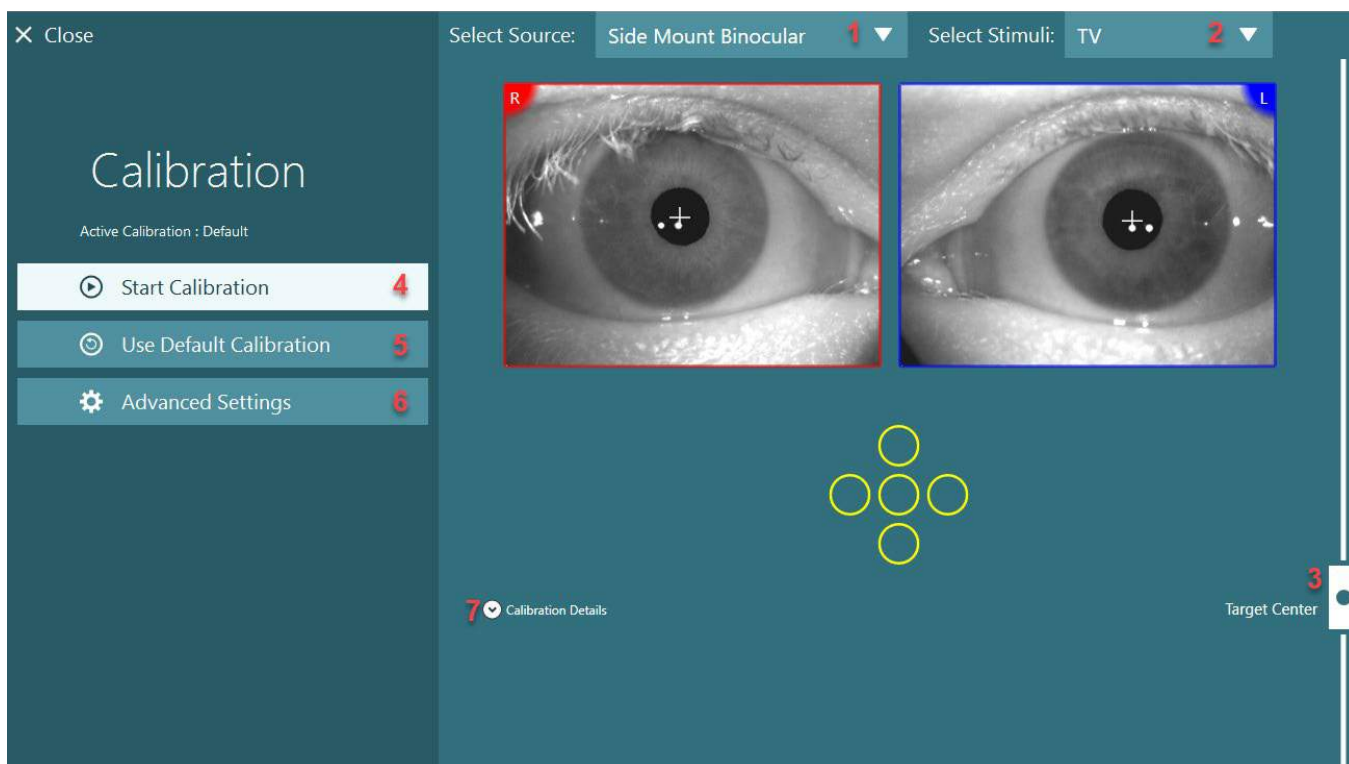 Close
Select Source: Side Mount Binocular 1 Select Stimuli: TV 2
R
L
Calibration
Active Calibration : Default
Start Calibration 4
Use Default Calibration 5
Advanced Settings 6
3
7 Calibration Details
Target Center